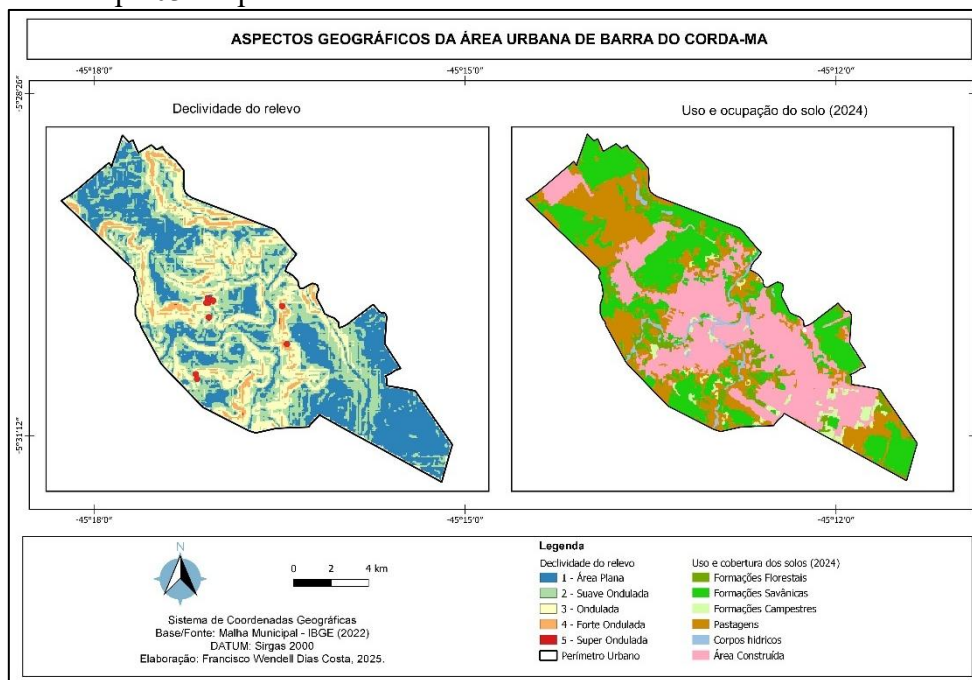 ASPECTOS GEOGRÁFICOS DA ÁREA URBANA DE BARRA DO CORDA-MA
-45°18'0"
-45°15'0"
-45°12'0"
-5°28'26"
Declividade do relevo
Uso e ocupação do solo (2024)
-5°31'12"
-45°18'0"
-45°15'0"
-45°12'0"
N
0 2 4 km
Sistema de Coordenadas Geográficas
Base/Fonte: Malha Municipal - IBGE (2022)
DATUM: Sirgas 2000
Elaboração: Francisco Wendell Dias Costa, 2025.
Legenda
Declividade do relevo
1 - Área Plana
2 - Suave Ondulada
3 - Ondulada
4 - Forte Ondulada
5 - Super Ondulada
Perímetro Urbano
Uso e cobertura dos solos (2024)
Formações Florestais
Formações Savânicas
Formações Campestres
Pastagens
Corpos hídricos
Área Construída